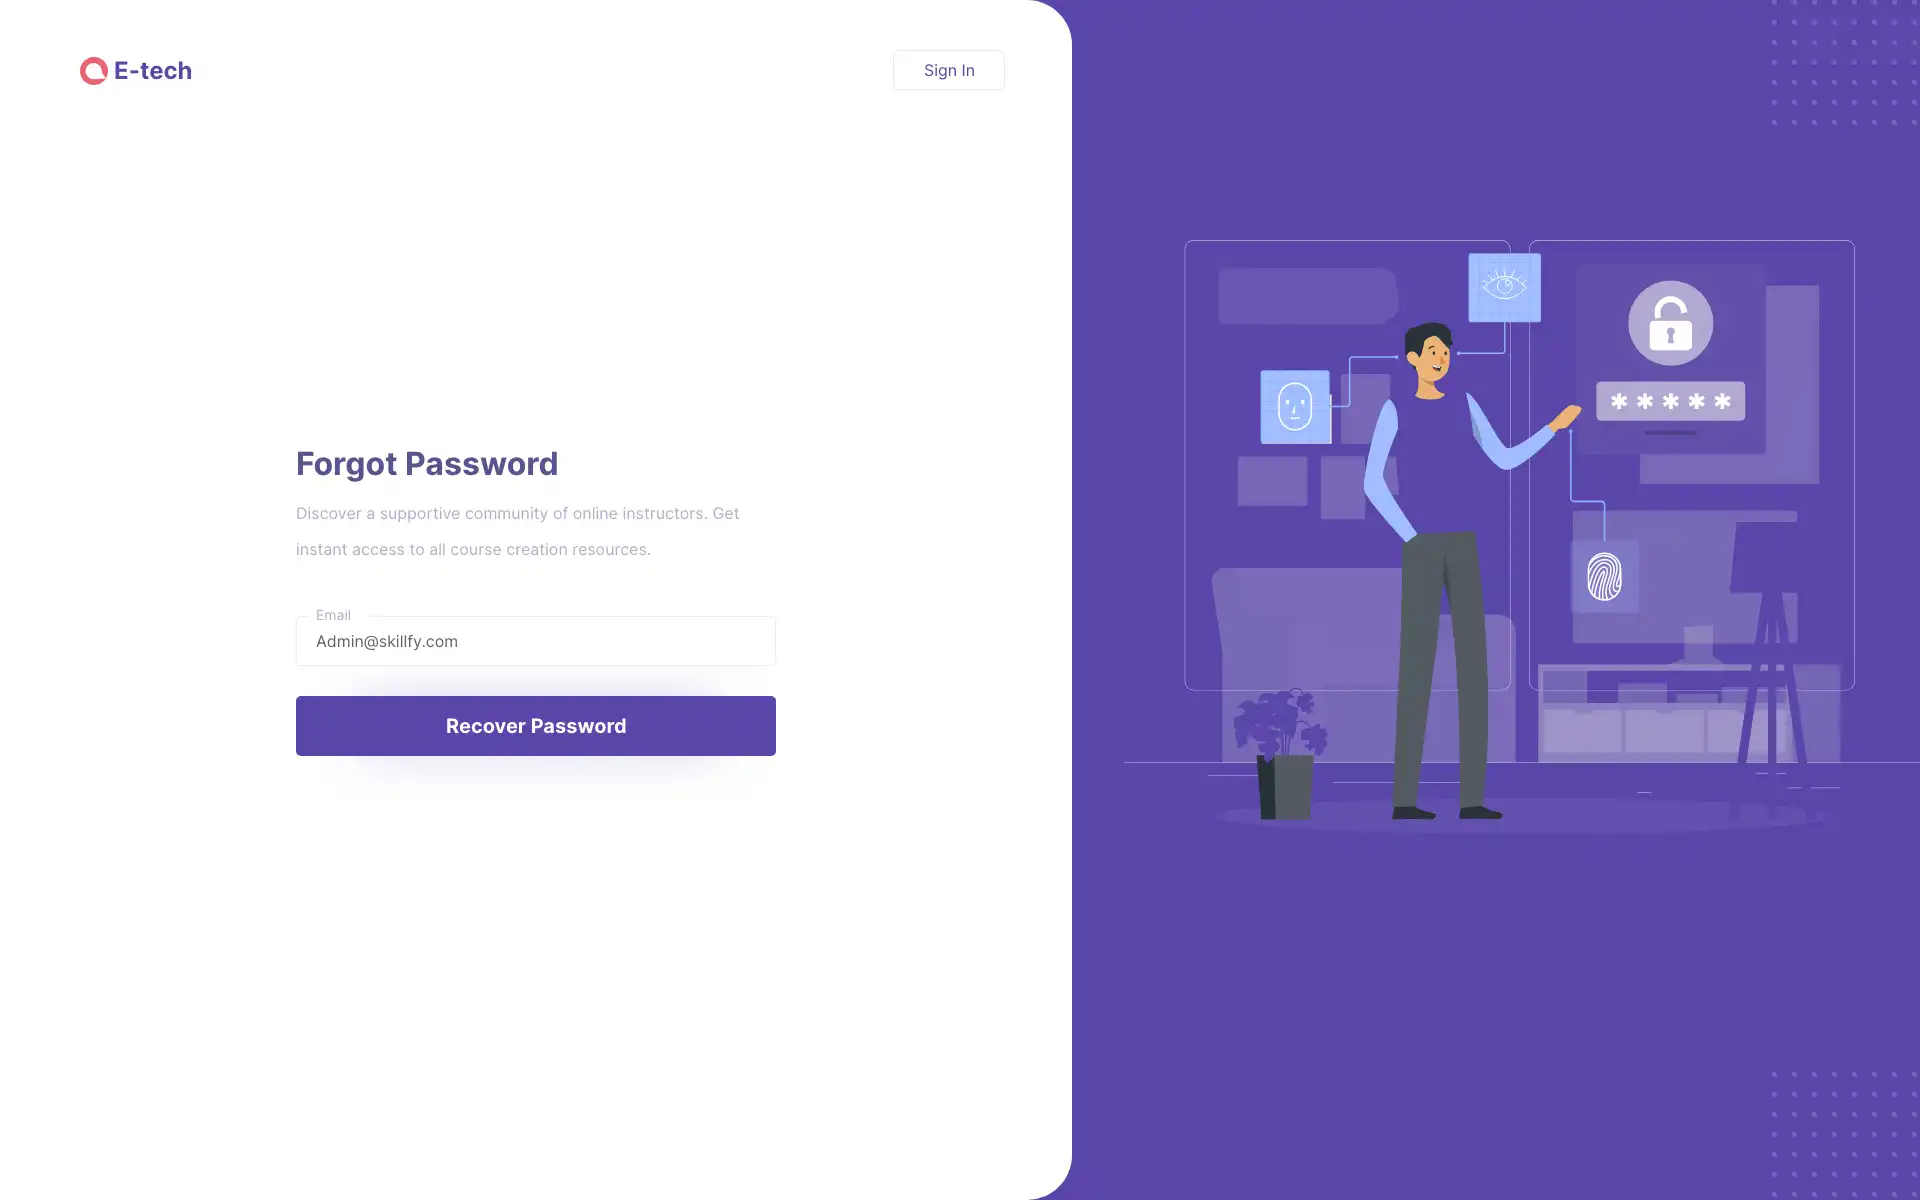 E-tech
Sign In
Forgot Password
Discover a supportive community of online instructors. Get
instant access to all course creation resources.
Email
Admin@skillfy.com
Recover Password
*****